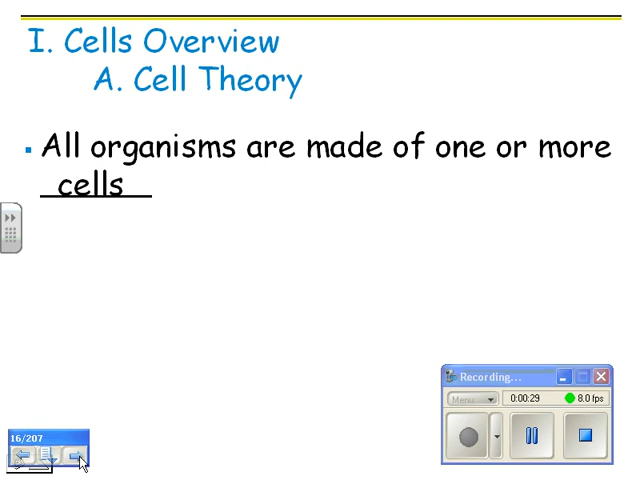 I. Cells Overview
A. Cell Theory
▪ All organisms are made of one or more
cells
Recording...
Menu 0:00:29 8.0 fps
16/207